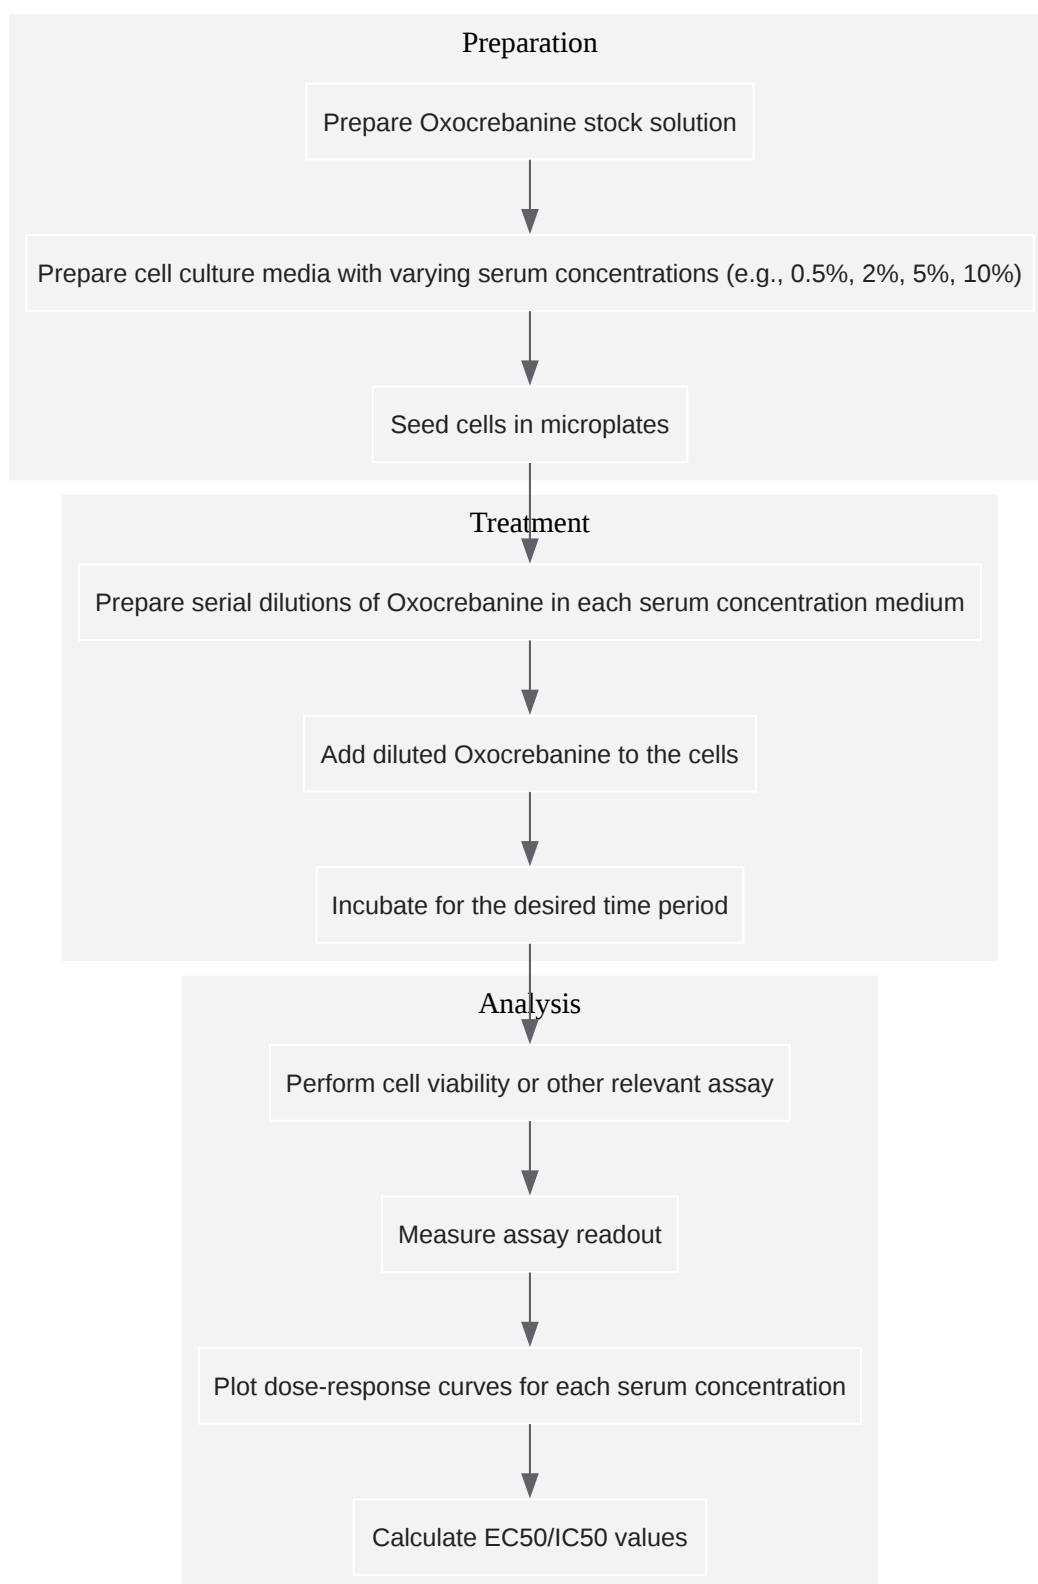 Preparation
Prepare Oxocrebanine stock solution
Prepare cell culture media with varying serum concentrations (e.g., 0.5%, 2%, 5%, 10%)
Seed cells in microplates
Treatment
Prepare serial dilutions of Oxocrebanine in each serum concentration medium
Add diluted Oxocrebanine to the cells
Incubate for the desired time period
Analysis
Perform cell viability or other relevant assay
Measure assay readout
Plot dose-response curves for each serum concentration
Calculate EC50/IC50 values